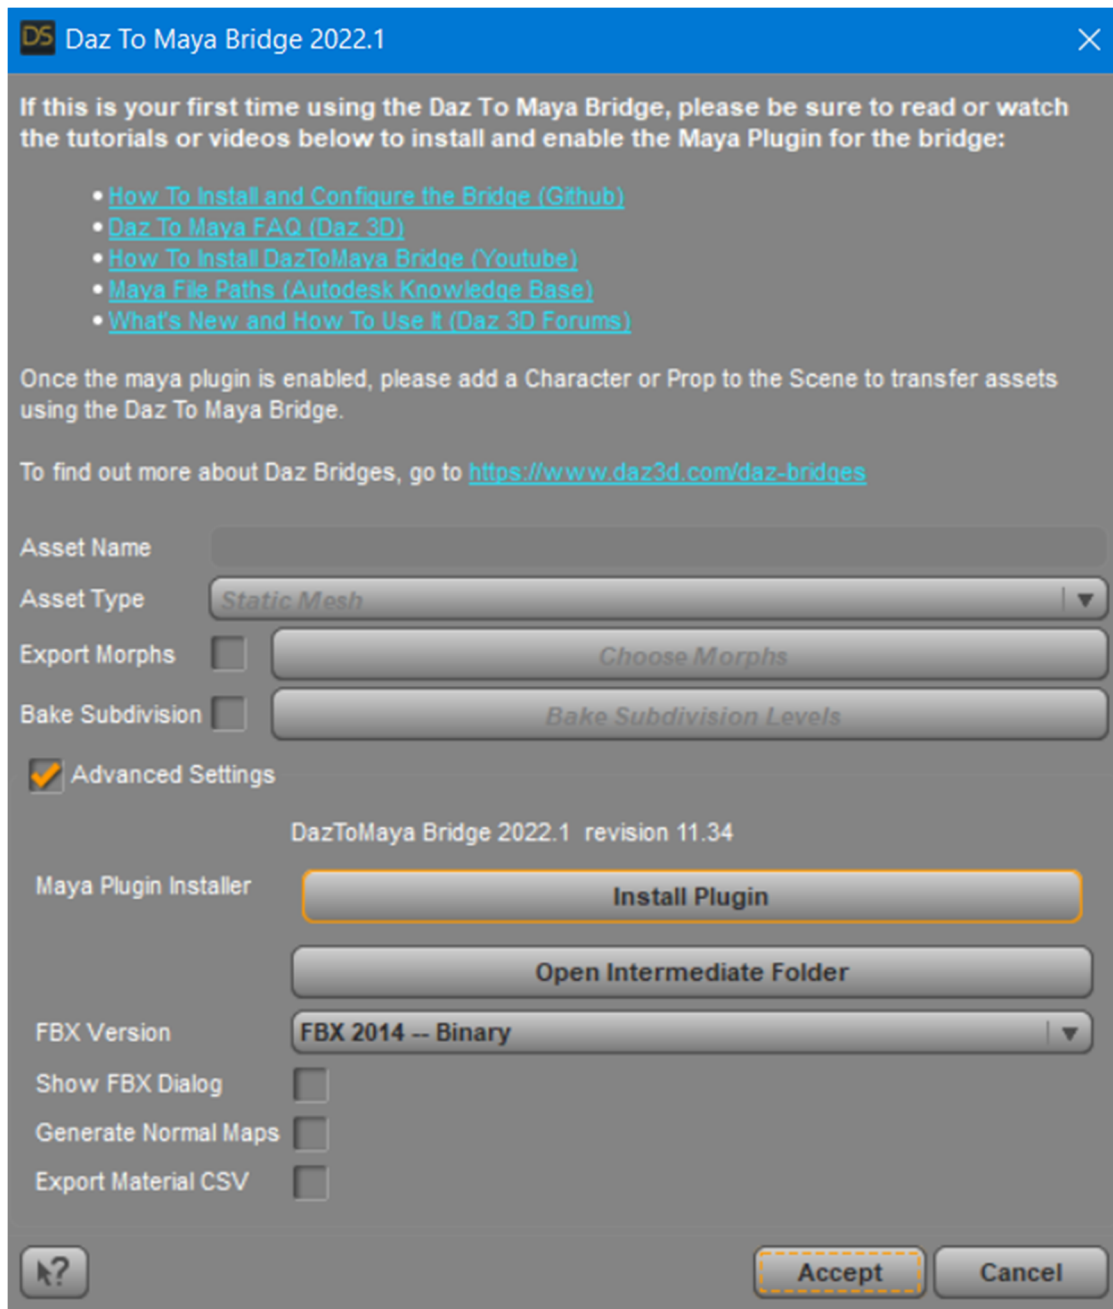 DS Daz To Maya Bridge 2022.1
If this is your first time using the Daz To Maya Bridge, please be sure to read or watch
the tutorials or videos below to install and enable the Maya Plugin for the bridge:
• How To Install and Configure the Bridge (Github)
• Daz To Maya FAQ (Daz 3D)
• How To Install DazToMaya Bridge (Youtube)
• Maya File Paths (Autodesk Knowledge Base)
• What's New and How To Use It (Daz 3D Forums)
Once the maya plugin is enabled, please add a Character or Prop to the Scene to transfer assets
using the Daz To Maya Bridge.
To find out more about Daz Bridges, go to https://www.daz3d.com/daz-bridges
Asset Name
Asset Type Static Mesh
Export Morphs Choose Morphs
Bake Subdivision Bake Subdivision Levels
Advanced Settings
DazToMaya Bridge 2022.1 revision 11.34
Maya Plugin Installer Install Plugin
Open Intermediate Folder
FBX Version FBX 2014 -- Binary
Show FBX Dialog
Generate Normal Maps
Export Material CSV
? Accept Cancel